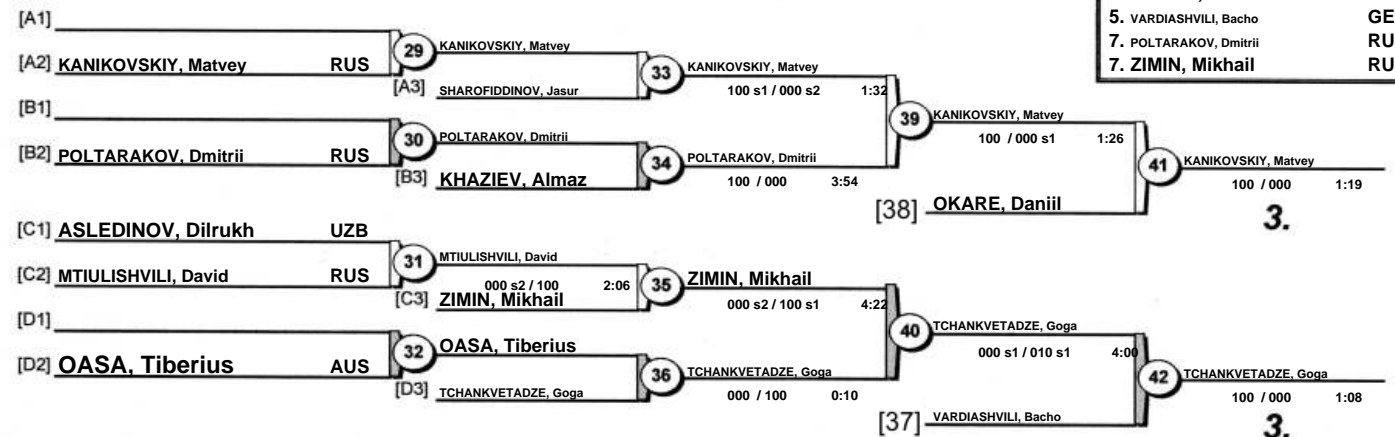 5. VARDIASHVILI, Bacho GE
7. POLTARAKOV, Dmitrii RU
7. ZIMIN, Mikhail RU
[A1]
[A2] KANIKOVSKIY, Matvey RUS
29 KANIKOVSKIY, Matvey
[A3] SHAROFIDDINOV, Jasur
33 KANIKOVSKIY, Matvey
100 s1 / 000 s2 1:32
[B1]
[B2] POLTARAKOV, Dmitrii RUS
30 POLTARAKOV, Dmitrii
[B3] KHAZIEV, Almaz
34 POLTARAKOV, Dmitrii
100 / 000 3:54
39 KANIKOVSKIY, Matvey
100 / 000 s1 1:26
[38] OKARE, Daniil
41 KANIKOVSKIY, Matvey
100 / 000 1:19
3.
[C1] ASLEDINOV, Dilrukh UZB
[C2] MTIULISHVILI, David RUS
31 MTIULISHVILI, David
000 s2 / 100 2:06
[C3] ZIMIN, Mikhail
35 ZIMIN, Mikhail
000 s2 / 100 s1 4:22
[D1]
[D2] OASA, Tiberius AUS
32 OASA, Tiberius
[D3] TCHANKVETADZE, Goga
36 TCHANKVETADZE, Goga
000 / 100 0:10
40 TCHANKVETADZE, Goga
000 s1 / 010 s1 4:00
[37] VARDIASHVILI, Bacho
42 TCHANKVETADZE, Goga
100 / 000 1:08
3.